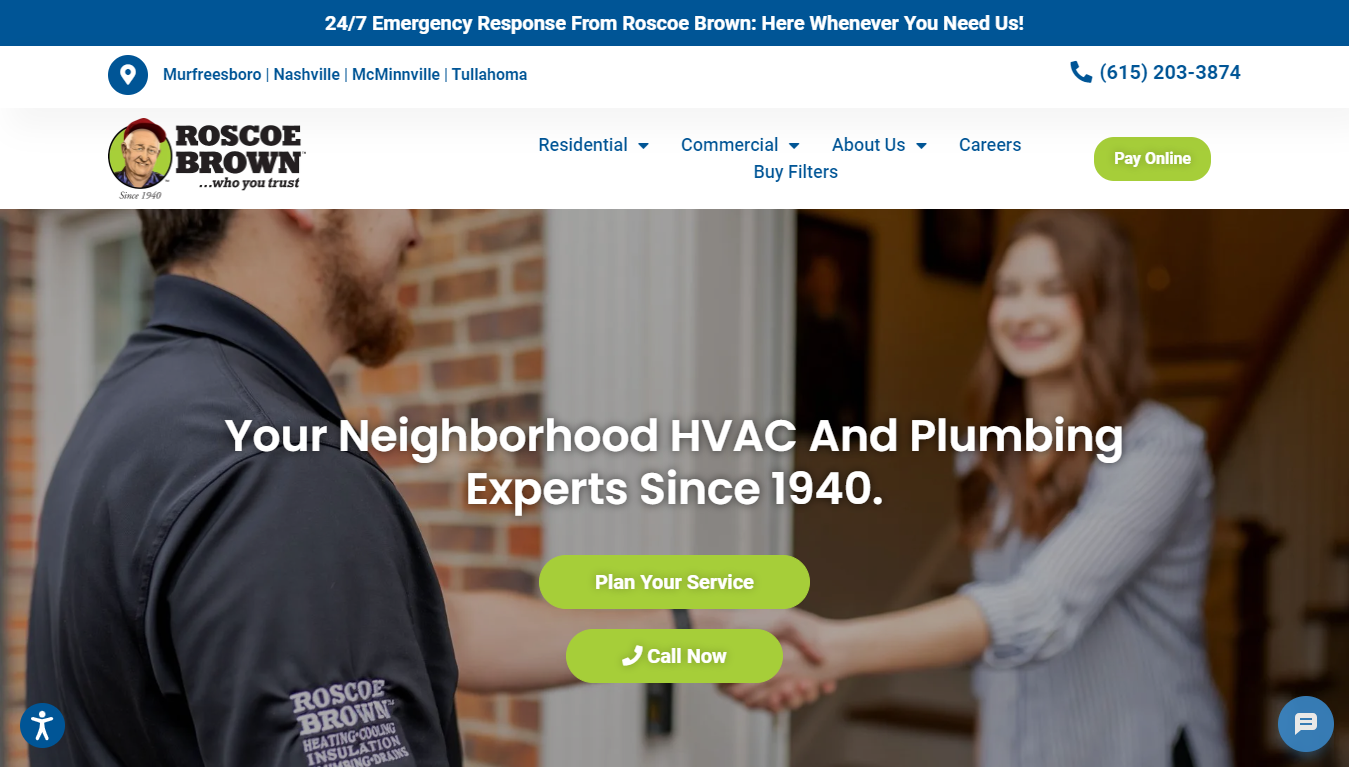 24/7 Emergency Response From Roscoe Brown: Here Whenever You Need Us!
Murfreesboro | Nashville | McMinnville | Tullahoma
(615) 203-3874
ROSCOE
BROWN™
...who you trust
Since 1940
Residential
Commercial
About Us
Careers
Buy Filters
Pay Online
Your Neighborhood HVAC And Plumbing
Experts Since 1940.
Plan Your Service
Call Now
ROSCOE
BROWN™
HEATING•COOLING
INSULATION
PLUMBING•DRAINS